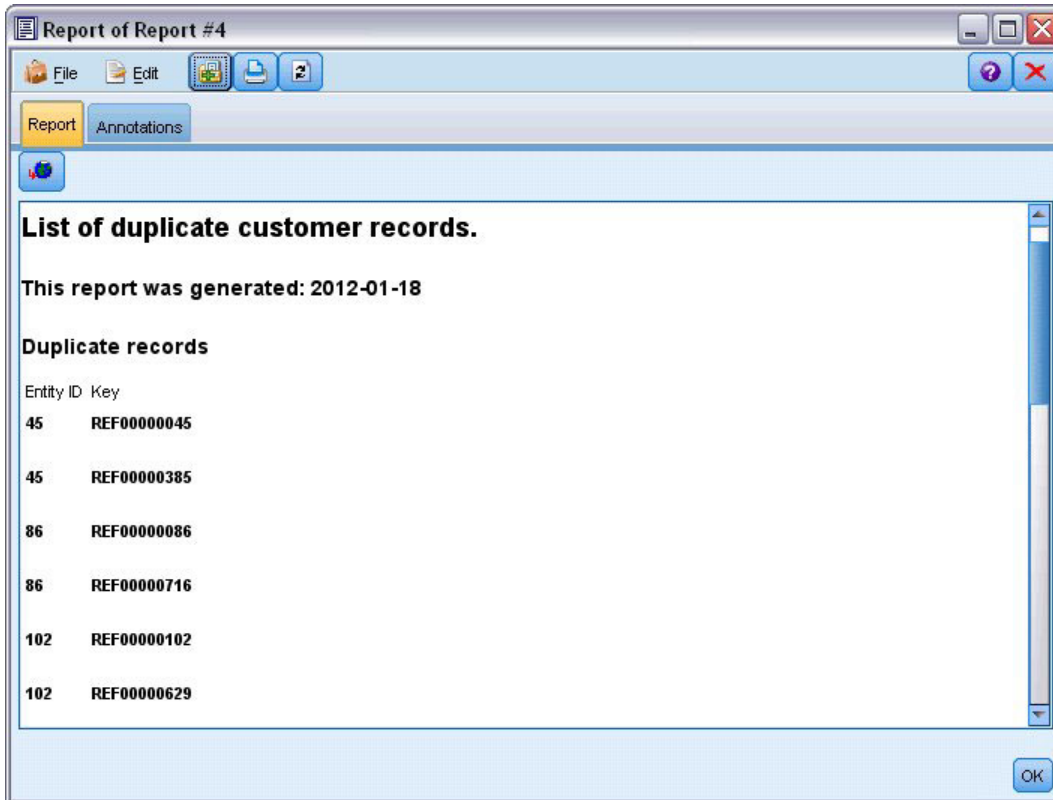 Report of Report #4
File Edit
Report Annotations
List of duplicate customer records.
This report was generated: 2012-01-18
Duplicate records
Entity ID Key
45 REF00000045
45 REF00000385
86 REF00000086
86 REF00000716
102 REF00000102
102 REF00000629
OK